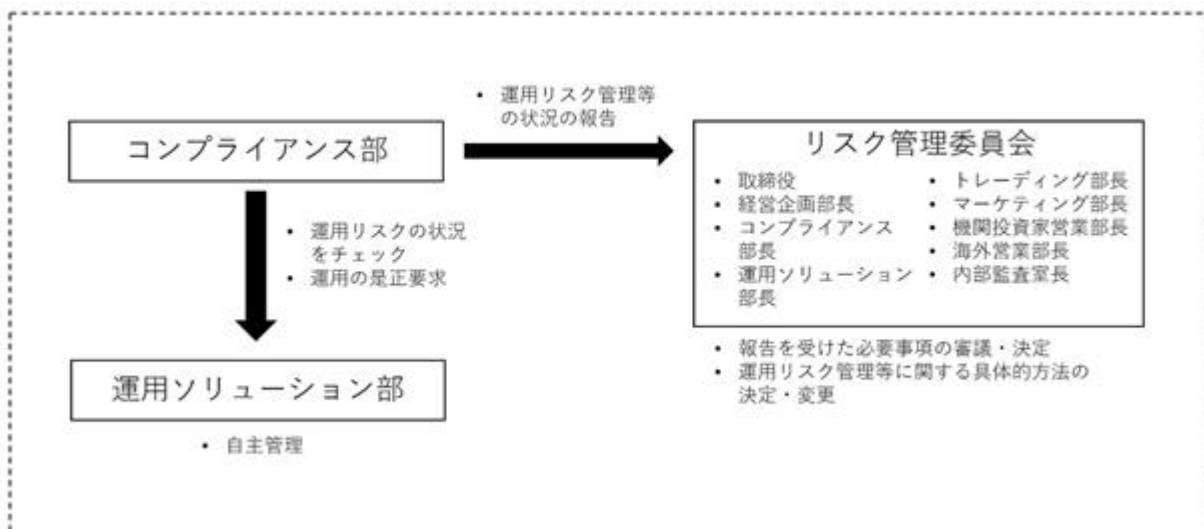 • 運用リスク管理等
の状況の報告
コンプライアンス部
リスク管理委員会
• 取締役
• 経営企画部長
• コンプライアンス
部長
• 運用ソリューション
部長
• トレーディング部長
• マーケティング部長
• 機関投資家営業部長
• 海外営業部長
• 内部監査室長
• 運用リスクの状況
をチェック
• 運用の是正要求
• 報告を受けた必要事項の審議・決定
• 運用リスク管理等に関する具体的方法の
決定・変更
運用ソリューション部
• 自主管理